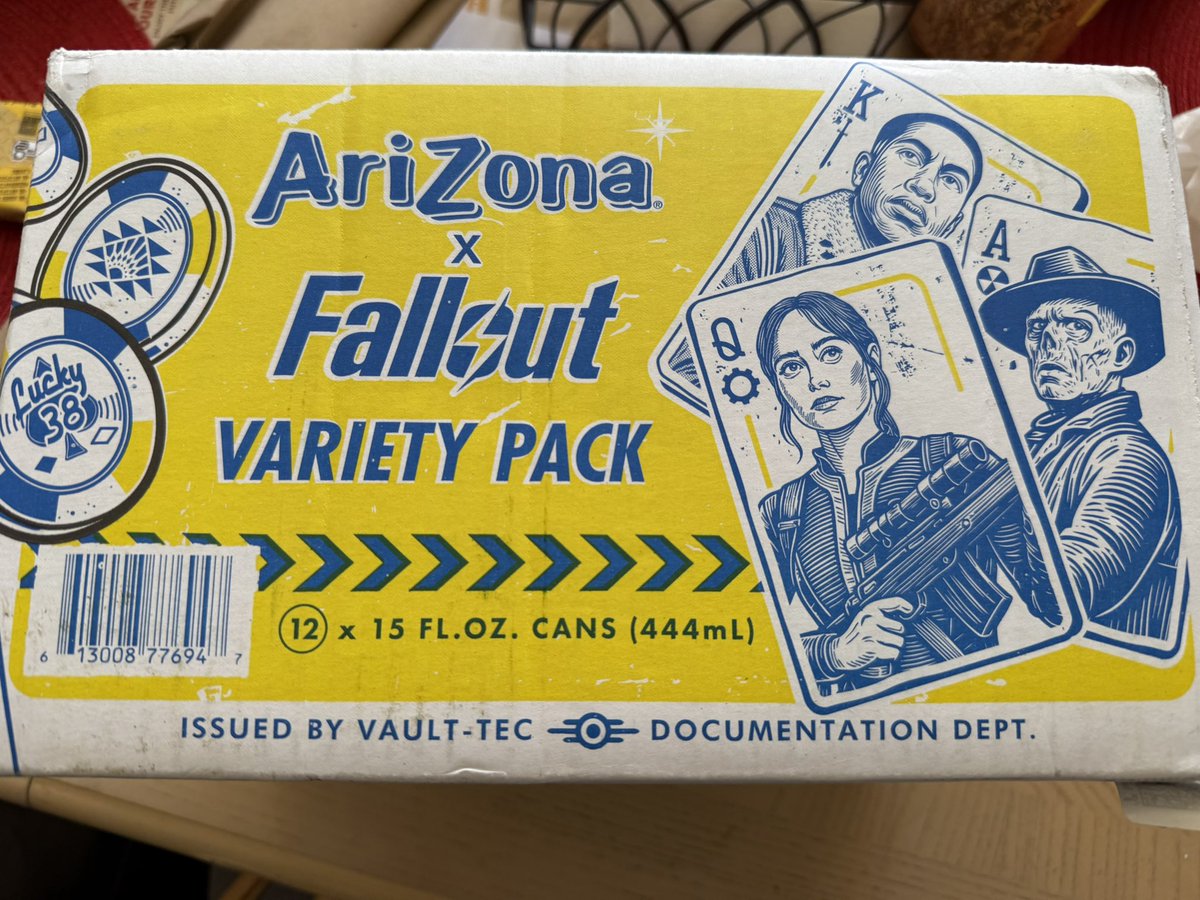 AriZona®
x
Fallout
VARIETY PACK
Lucky
38
K
A
Q
6 13008 77694 7
12 x 15 FL.OZ. CANS (444mL)
ISSUED BY VAULT-TEC DOCUMENTATION DEPT.